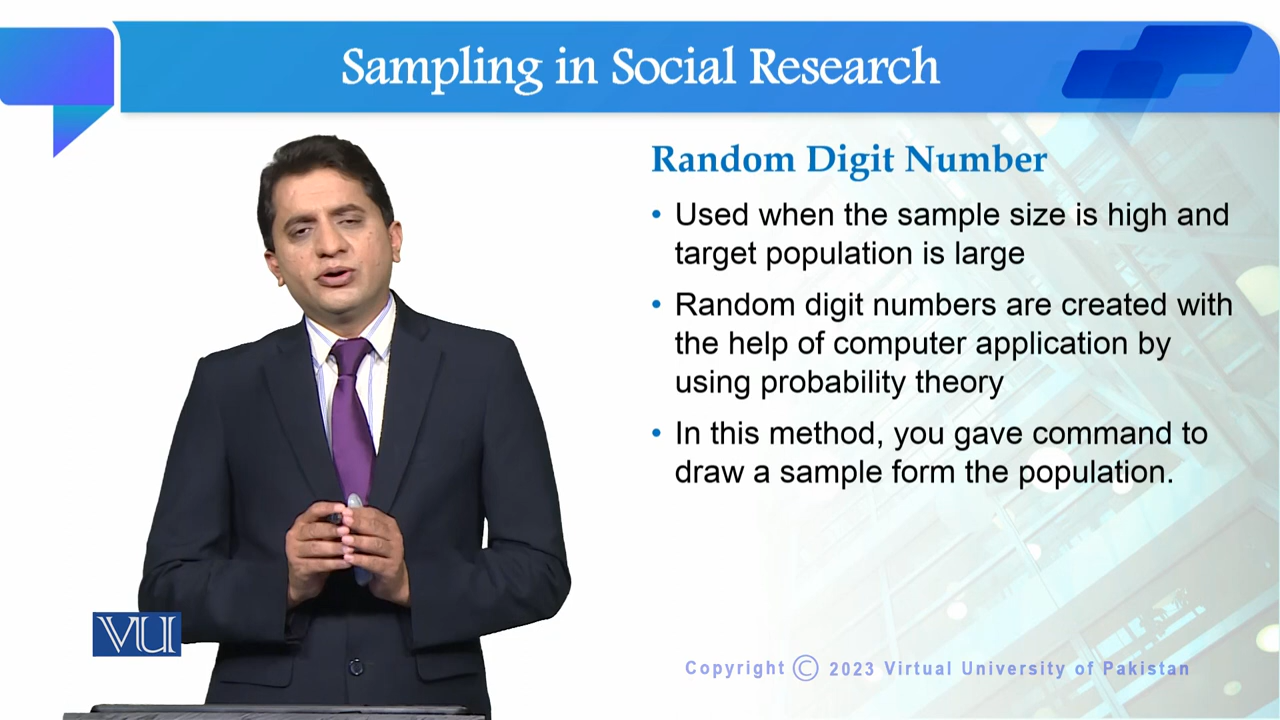 Sampling in Social Research
Random Digit Number
• Used when the sample size is high and
target population is large
• Random digit numbers are created with
the help of computer application by
using probability theory
• In this method, you gave command to
draw a sample form the population.
VU
Copyright © 2023 Virtual University of Pakistan